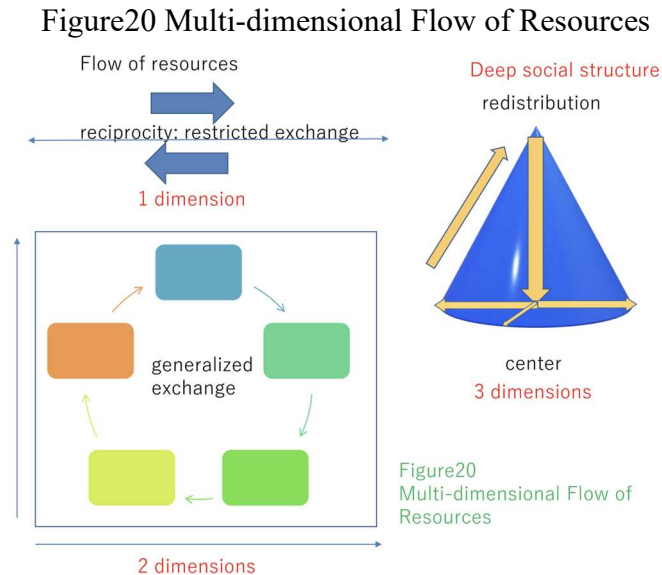 Figure20 Multi-dimensional Flow of Resources
Flow of resources
reciprocity: restricted exchange
1 dimension
Deep social structure
redistribution
center
3 dimensions
generalized
exchange
2 dimensions
Figure20
Multi-dimensional Flow of
Resources